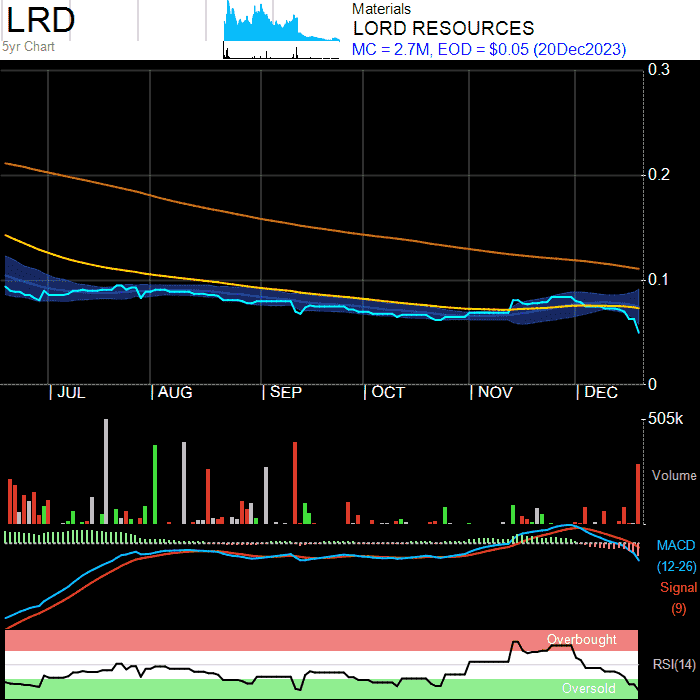 LRD
5yr Chart
Materials
LORD RESOURCES
MC = 2.7M, EOD = $0.05 (20Dec2023)
0.3
0.2
0.1
0
| JUL | AUG | SEP | OCT | NOV | DEC
505k
Volume
MACD
(12-26)
Signal
(9)
Overbought
RSI(14)
Oversold